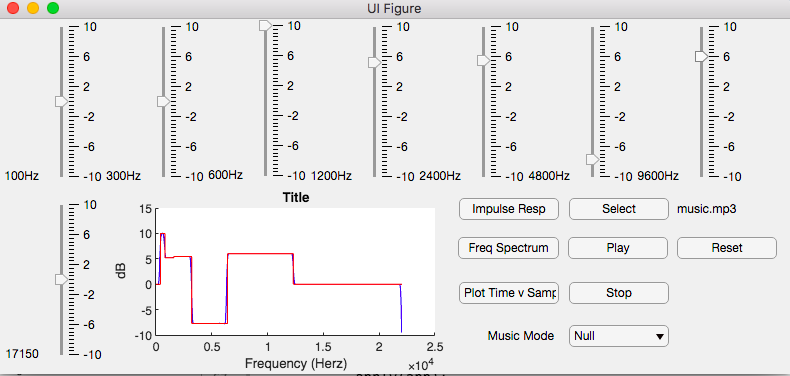 UI Figure
10 10 10 10 10 10 10
6 6 6 6 6 6 6
2 2 2 2 2 2 2
-2 -2 -2 -2 -2 -2 -2
-6 -6 -6 -6 -6 -6 -6
100Hz -10 300Hz -10 600Hz -10 1200Hz -10 2400Hz -10 4800Hz -10 9600Hz -10
Title
10
6
2
-2
-6
17150 -10
15
10
5
0
-5
-10
dB
0 0.5 1 1.5 2 2.5
Frequency (Herz) ×10⁴
Impulse Resp Select music.mp3
Freq Spectrum Play Reset
Plot Time v Samp Stop
Music Mode Null